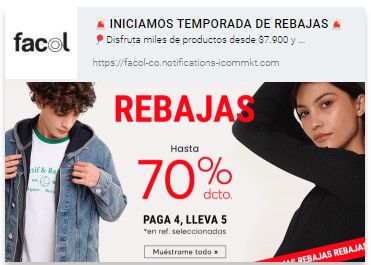 facol
🚨 INICIAMOS TEMPORADA DE REBAJAS 🚨
🎈 Disfruta miles de productos desde $7.900 y ...
https://facol-co.notifications-icommkt.com
REBAJAS
Hasta
70% dcto.
PAGA 4, LLEVA 5
*en ref. seleccionadas
Muéstrame todo »
REBAJAS REBAJAS REBAJAS